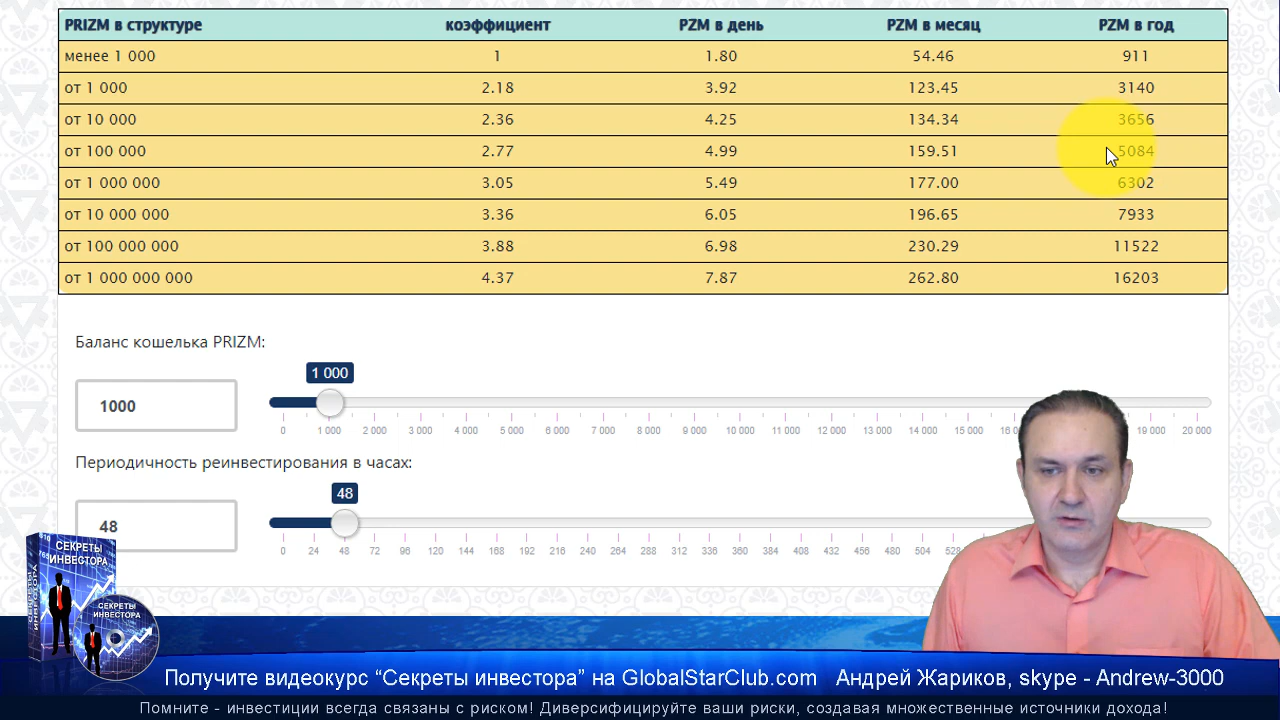 PRIZM в структуре коэффициент PZM в день PZM в месяц PZM в год
менее 1 000 1 1.80 54.46 911
от 1 000 2.18 3.92 123.45 3140
от 10 000 2.36 4.25 134.34 3656
от 100 000 2.77 4.99 159.51 5084
от 1 000 000 3.05 5.49 177.00 6302
от 10 000 000 3.36 6.05 196.65 7933
от 100 000 000 3.88 6.98 230.29 11522
от 1 000 000 000 4.37 7.87 262.80 16203
Баланс кошелька PRIZM:
1 000
1000
0 1 000 2 000 3 000 4 000 5 000 6 000 7 000 8 000 9 000 10 000 11 000 12 000 13 000 14 000 15 000 19 000 20 000
Периодичность реинвестирования в часах:
48
48
0 24 48 72 96 120 144 168 192 216 240 264 288 312 336 360 384 408 432 456 480 504
СЕКРЕТЫ
ИНВЕСТОРА
СЕКРЕТЫ
ИНВЕСТОРА
Получите видеокурс “Секреты инвестора” на GlobalStarClub.com Андрей Жариков, skype - Andrew-3000
Помните - инвестиции всегда связаны с риском! Диверсифицируйте ваши риски, создавая множественные источники дохода!